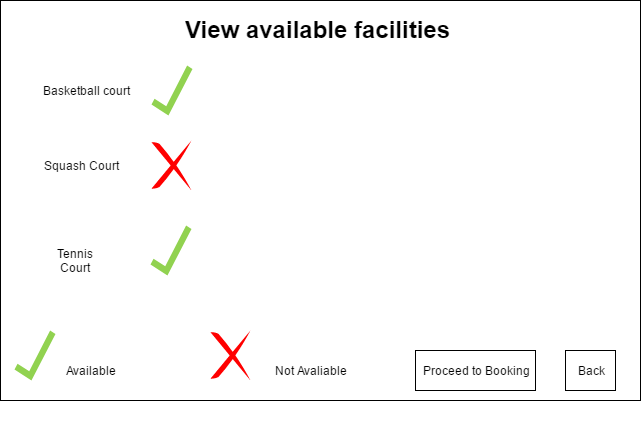 View available facilities
Basketball court
Squash Court
Tennis
Court
Available
Not Avaliable
Proceed to Booking
Back